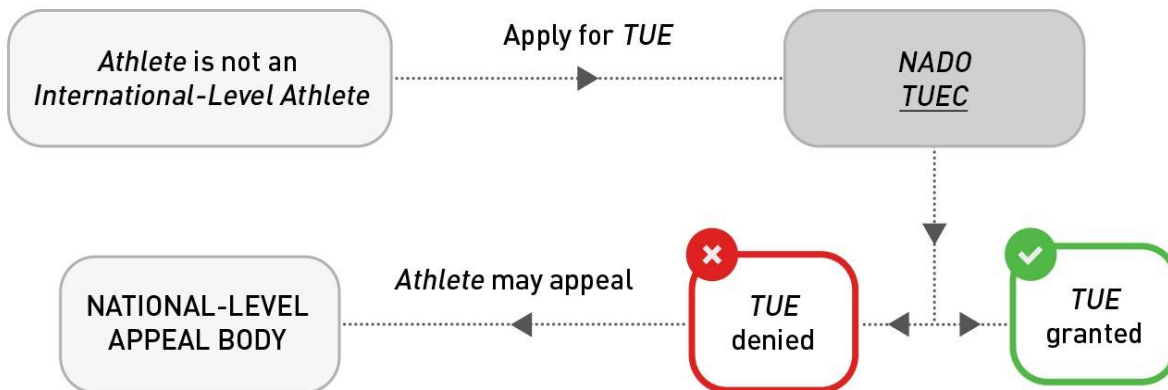 Athlete is not an
International-Level Athlete
Apply for TUE
NADO
TUEC
NATIONAL-LEVEL
APPEAL BODY
Athlete may appeal
TUE
denied
TUE
granted